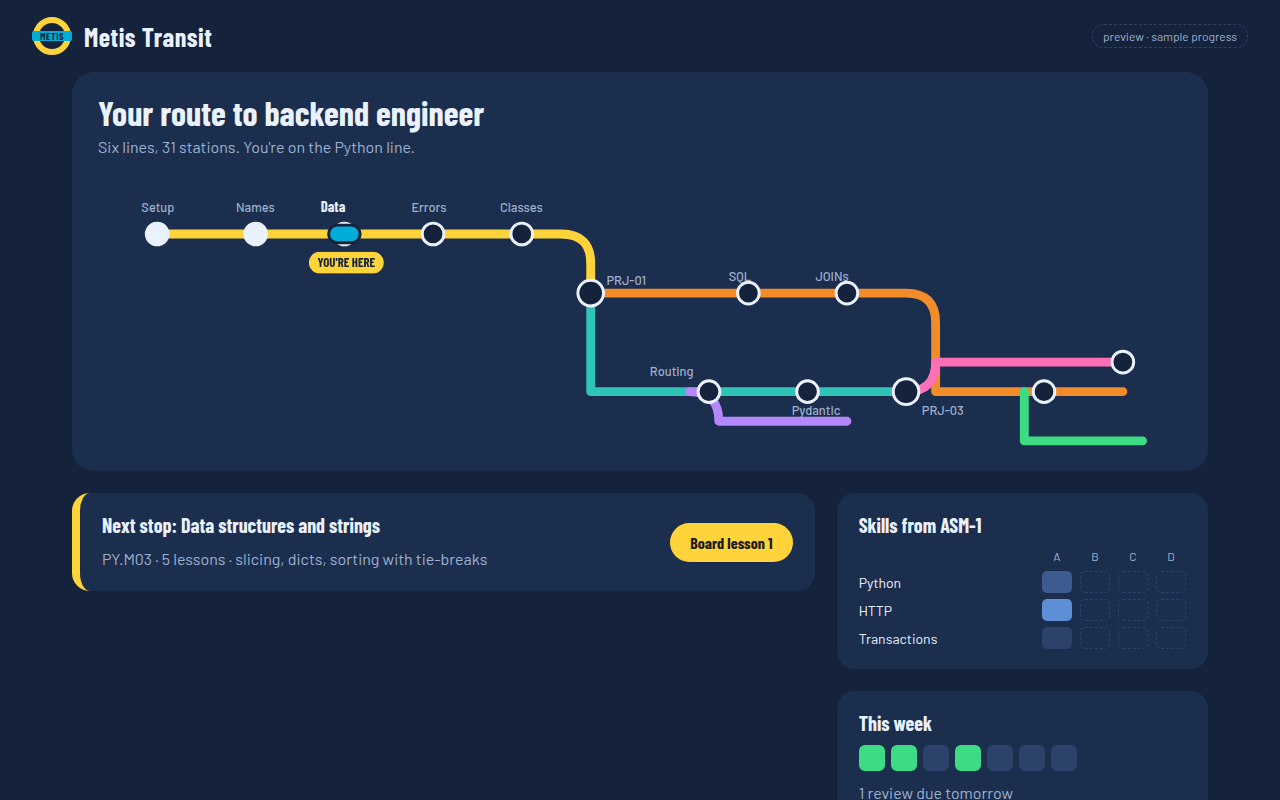 METIS
Metis Transit
preview · sample progress
Your route to backend engineer
Six lines, 31 stations. You're on the Python line.
Setup
Names
Data
Errors
Classes
YOU'RE HERE
PRJ-01
SQL
JOINs
Routing
Pydantic
PRJ-03
Next stop: Data structures and strings
PY.M03 · 5 lessons · slicing, dicts, sorting with tie-breaks
Board lesson 1
Skills from ASM-1
A B C D
Python
HTTP
Transactions
This week
1 review due tomorrow